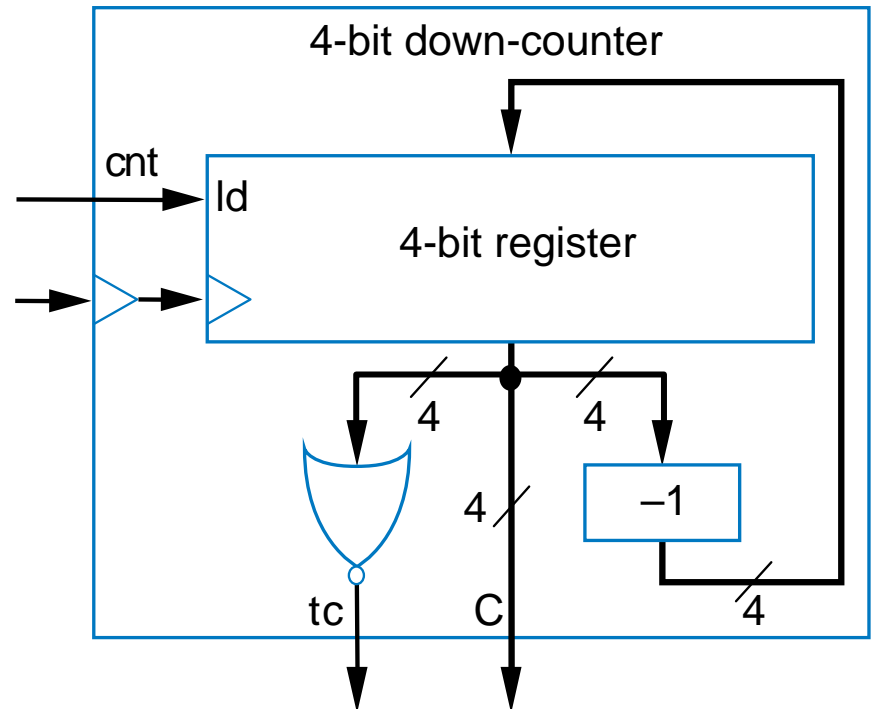 4-bit down-counter
cnt
ld
4-bit register
4
4
4
–1
tc
C
4